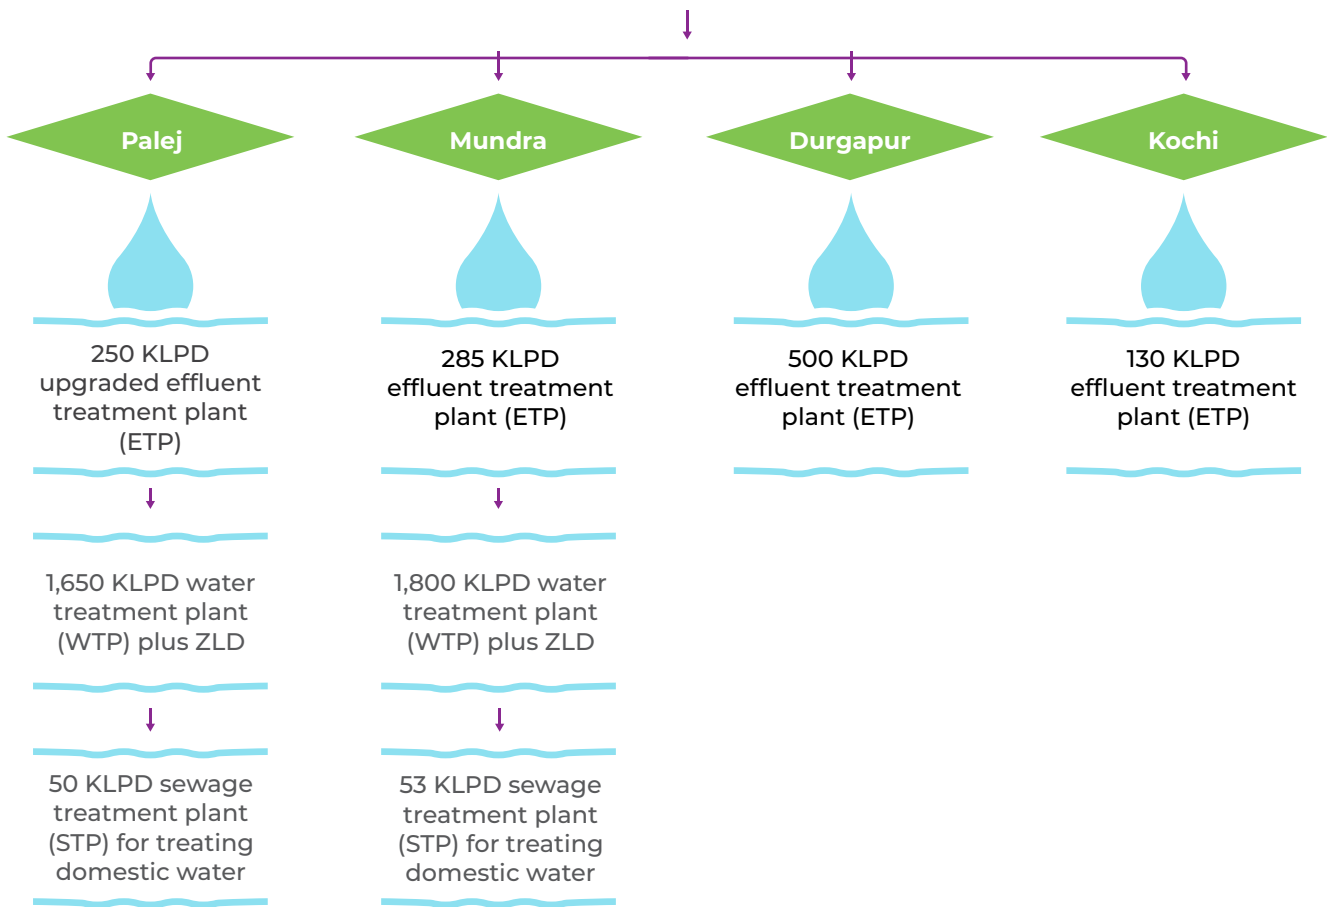 Palej
Mundra
Durgapur
Kochi
250 KLPD
upgraded effluent
treatment plant
(ETP)
285 KLPD
effluent treatment
plant (ETP)
500 KLPD
effluent treatment
plant (ETP)
130 KLPD
effluent treatment
plant (ETP)
1,650 KLPD water
treatment plant
(WTP) plus ZLD
1,800 KLPD water
treatment plant
(WTP) plus ZLD
50 KLPD sewage
treatment plant
(STP) for treating
domestic water
53 KLPD sewage
treatment plant
(STP) for treating
domestic water